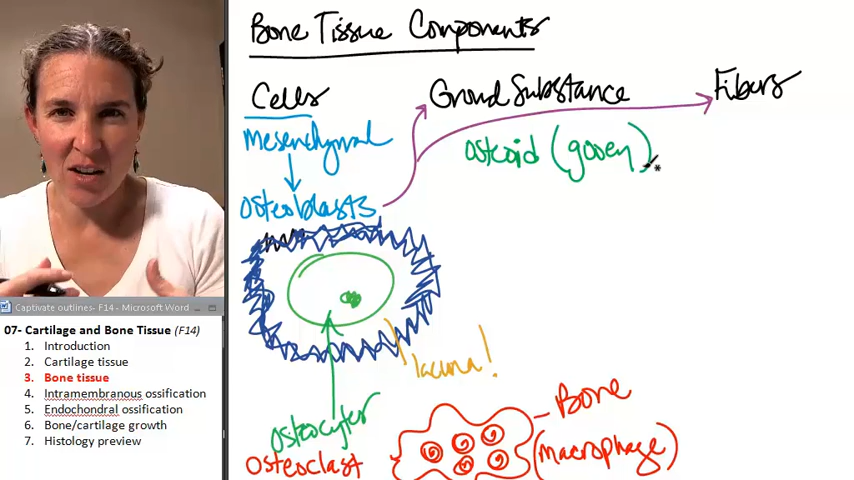 Bone Tissue Components
Cells
Ground Substance
Fibers
Mesenchymal
Osteoblasts
Osteoid (gooey)
lacuna!
Osteocytes
Osteoclast
Bone
(macrophage)
Captivate outlines- F14 - Microsoft Word
07- Cartilage and Bone Tissue (F14)
1. Introduction
2. Cartilage tissue
3. Bone tissue
4. Intramembranous ossification
5. Endochondral ossification
6. Bone/cartilage growth
7. Histology preview